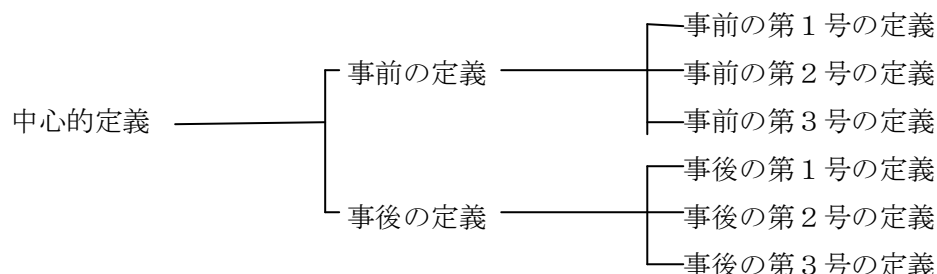 事前の第１号の定義
事前の定義
事前の第２号の定義
中心的定義
事前の第３号の定義
事後の第１号の定義
事後の定義
事後の第２号の定義
事後の第３号の定義